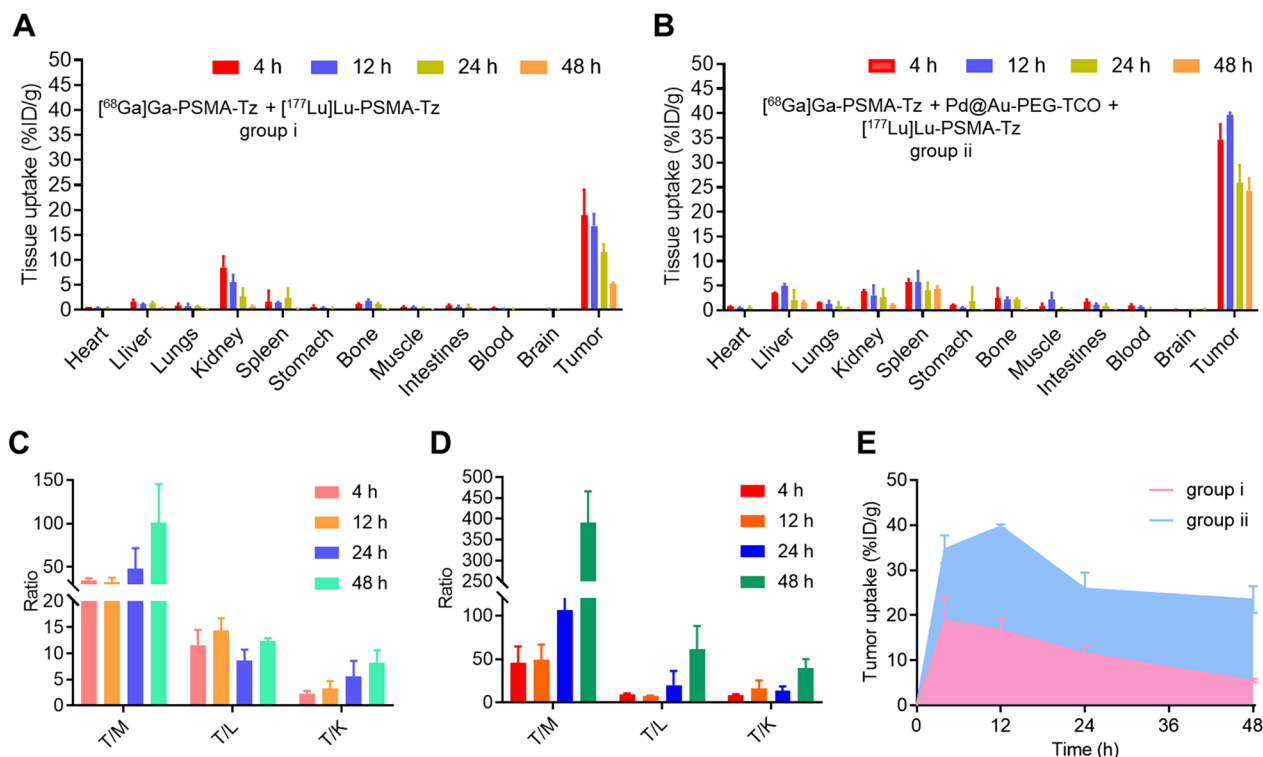 A
Tissue uptake (%ID/g)
50
45
40
35
30
25
20
15
10
5
0
4 h 12 h 24 h 48 h
[⁶⁸Ga]Ga-PSMA-Tz + [¹⁷⁷Lu]Lu-PSMA-Tz
group i
Heart Lliver Lungs Kidney Spleen Stomach Bone Muscle Intestines Blood Brain Tumor
B
Tissue uptake (%ID/g)
50
45
40
35
30
25
20
15
10
5
0
4 h 12 h 24 h 48 h
[⁶⁸Ga]Ga-PSMA-Tz + Pd@Au-PEG-TCO +
[¹⁷⁷Lu]Lu-PSMA-Tz
group ii
Heart Lliver Lungs Kidney Spleen Stomach Bone Muscle Intestines Blood Brain Tumor
C
Ratio
150
100
50
20
15
10
5
0
4 h
12 h
24 h
48 h
T/M T/L T/K
D
Ratio
500
450
400
350
300
250
100
50
0
4 h
12 h
24 h
48 h
T/M T/L T/K
E
Tumor uptake (%ID/g)
50
40
30
20
10
0
group i
group ii
0 12 24 36 48
Time (h)